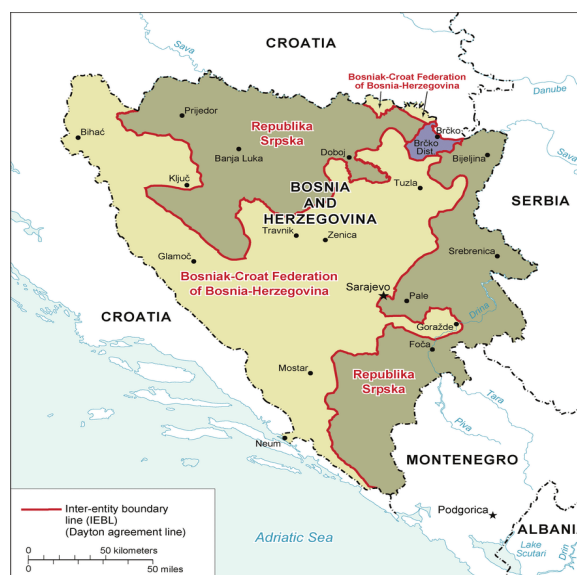 CROATIA
Sava
Bosniak-Croat Federation
of Bosnia-Herzegovina
Danube
Sava
Prijedor
Republika
Srpska
Brčko
Brčko
Dist.
Bihać
Banja Luka
Doboj
Bijeljina
Ključ
BOSNIA
AND
HERZEGOVINA
Tuzla
SERBIA
Travnik
Zenica
Glamoč
Srebrenica
Bosniak-Croat Federation
of Bosnia-Herzegovina
Sarajevo
Pale
Drina
CROATIA
Goražde
Foča
Mostar
Republika
Srpska
Tara
Piva
Neum
MONTENEGRO
Inter-entity boundary
line (IEBL)
(Dayton agreement line)
0 50 kilometers
0 50 miles
Adriatic Sea
Podgorica
ALBANI
Lake
Scutari
Drin